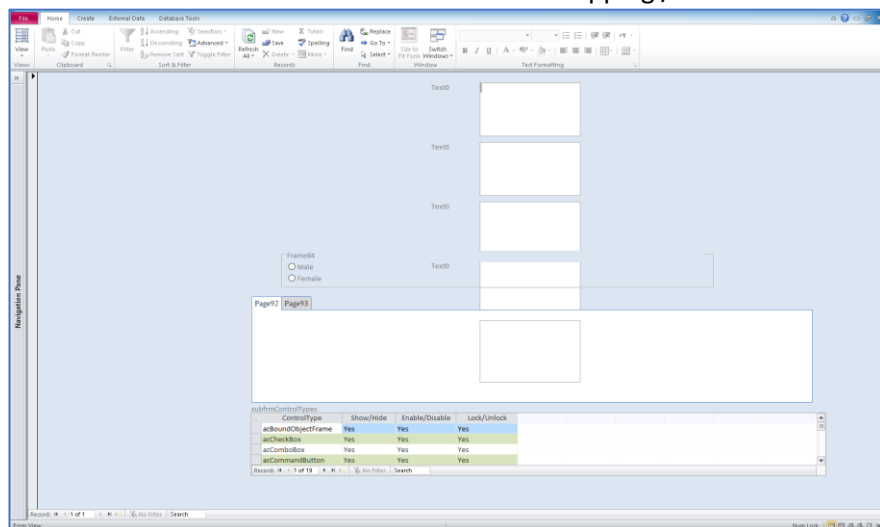 File Home Create External Data Database Tools
View
Views
Paste
Cut
Copy
Format Painter
Clipboard
Filter
Ascending
Descending
Remove Sort
Selection
Advanced
Toggle Filter
Sort & Filter
Refresh All
New
Save
Delete
Totals
Spelling
More
Records
Find
Replace
Go To
Select
Find
Size to Fit Form
Switch Windows
Window
B I U A
Text Formatting
Navigation Pane
Text0
Text0
Text0
Frame84
Male Text0
Female
Page92 Page93
subfrmControlTypes
ControlType Show/Hide Enable/Disable Lock/Unlock
acBoundObjectFrame Yes Yes Yes
acCheckBox Yes Yes Yes
acComboBox Yes Yes Yes
acCommandButton Yes Yes Yes
Record: 1 of 19 No Filter Search
Record: 1 of 1 No Filter Search
Form View Num Lock